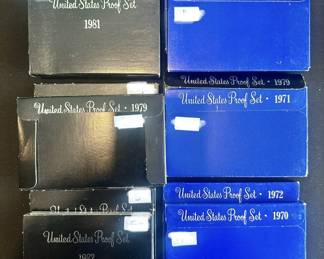 United States Proof Set
1981
United States Proof Set · 1979
United States Proof Set
United States Proof Set
1979
United States Proof Set · 1971
United States Proof Set · 1972
United States Proof Set · 1970